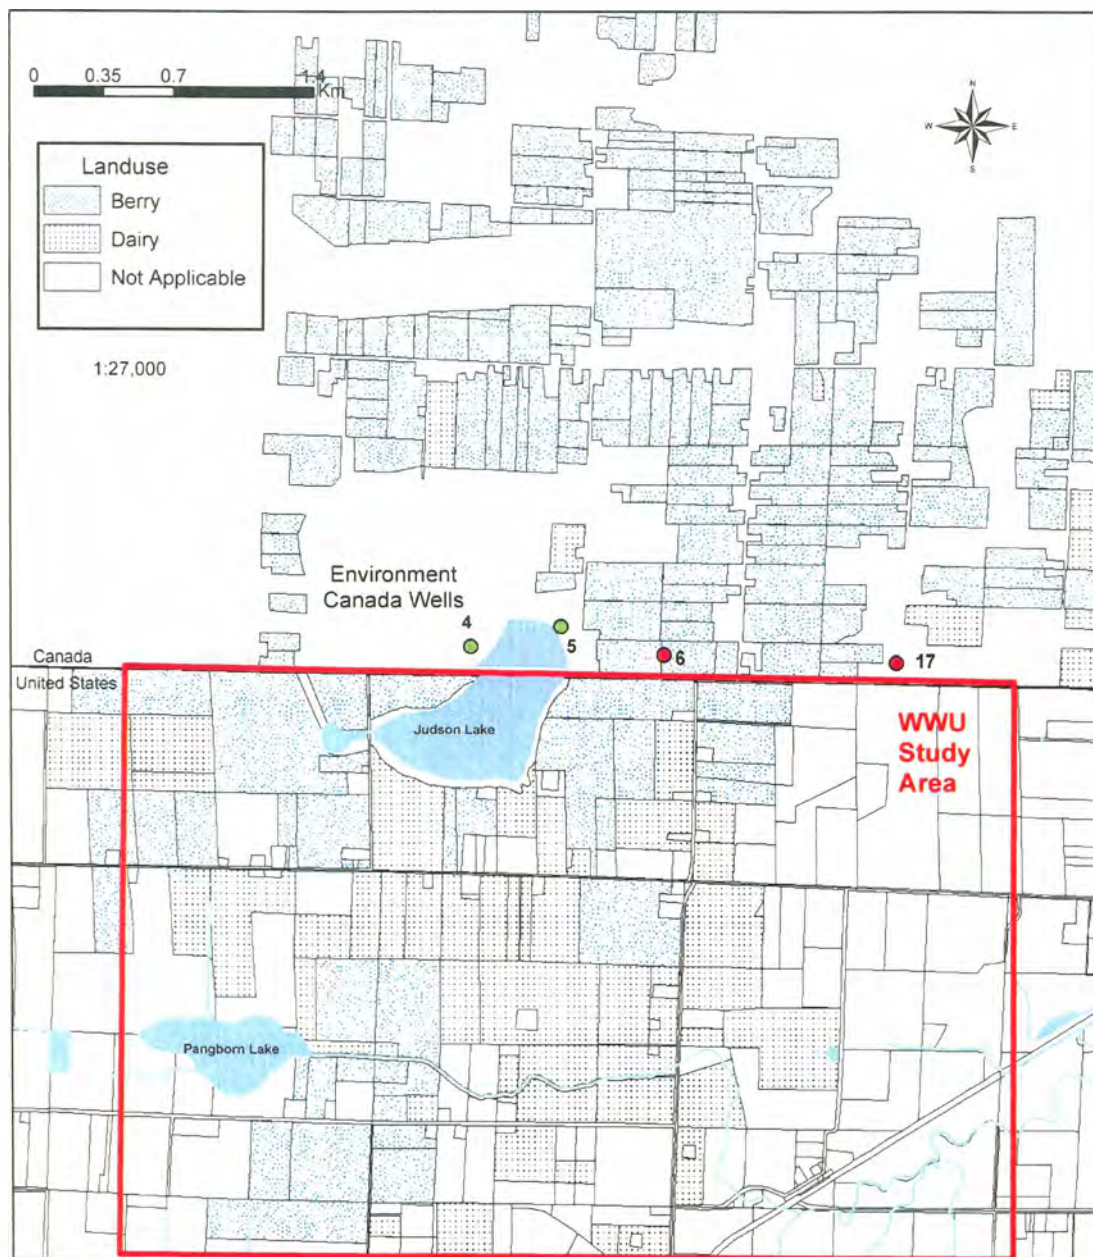 0 0.35 0.7 1.4
Km
N
W E
S
Landuse
Berry
Dairy
Not Applicable
1:27,000
Environment
Canada Wells
4
5
6
17
Canada
United States
WWU
Study
Area
Judson Lake
Pangborn Lake